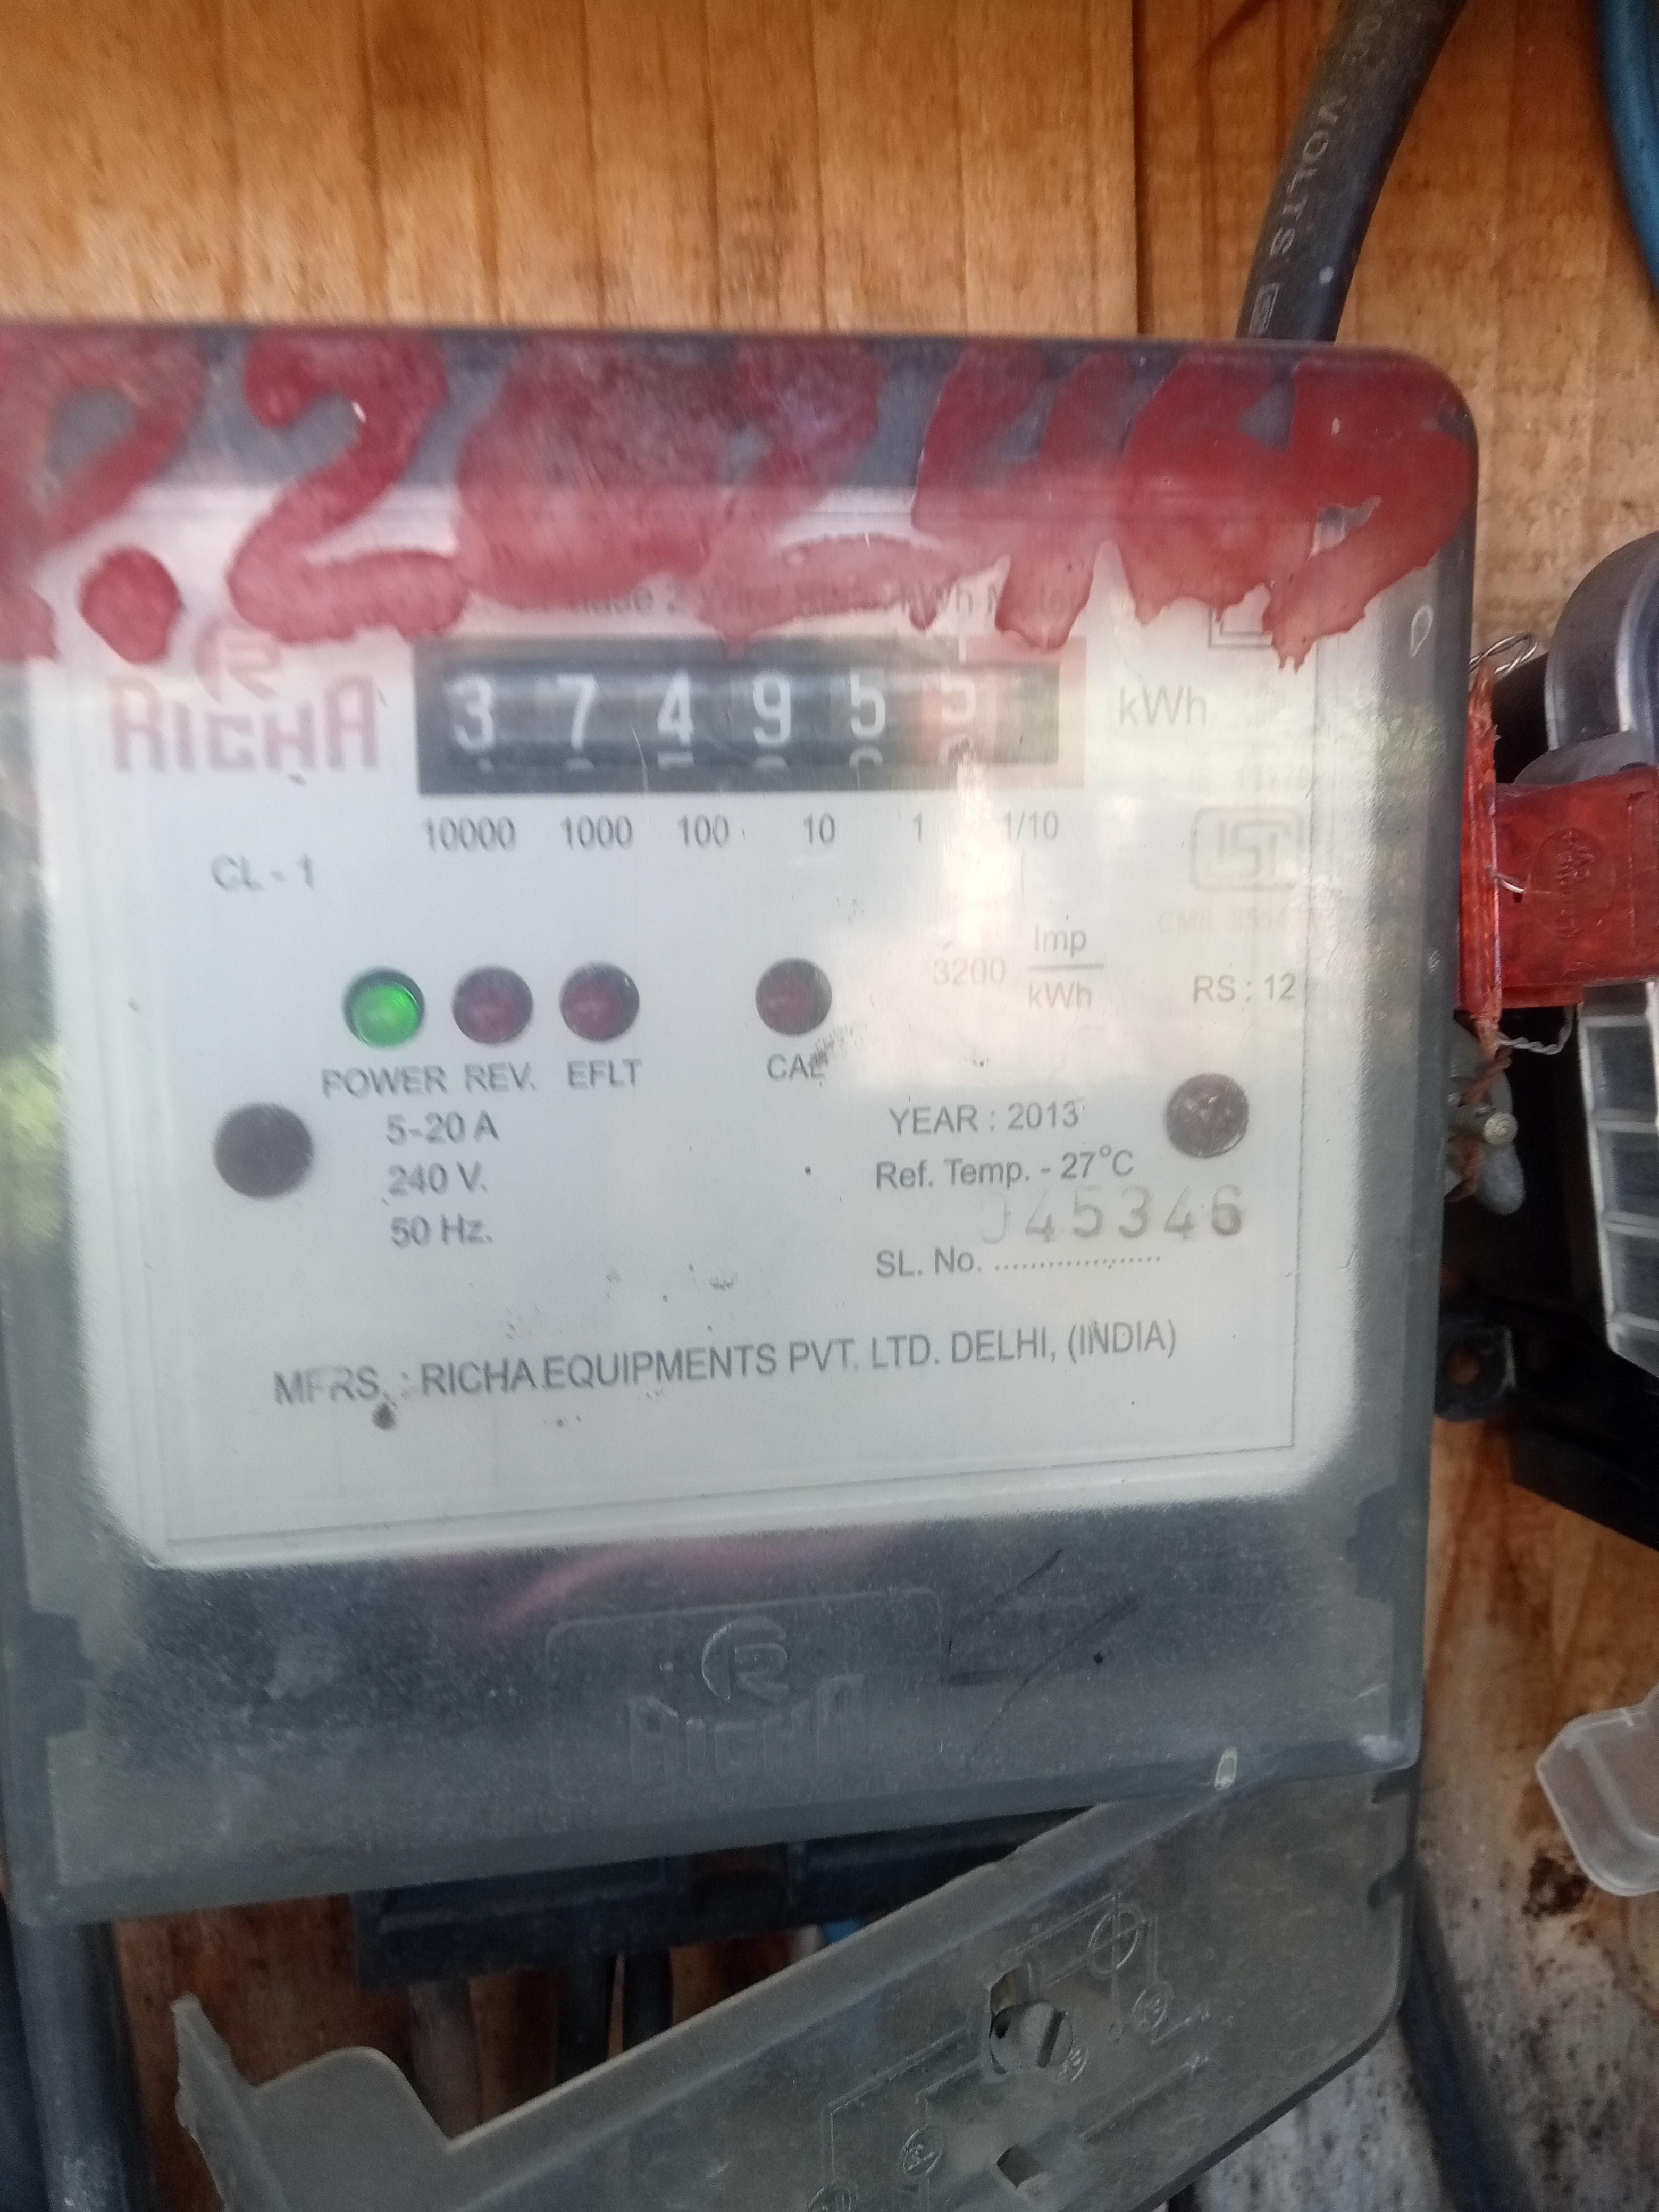 VOLTS
RICHA
3 7 4 9 5
kWh
10000 1000 100 10 1 1/10
CL - 1
ISI
3200 Imp
kWh
RS : 12
POWER REV. EFLT CAL
5-20 A
240 V.
50 Hz.
YEAR : 2013
Ref. Temp. - 27°C
45346
SL. No. ....................
MFRS. : RICHA EQUIPMENTS PVT. LTD. DELHI, (INDIA)
RICHA